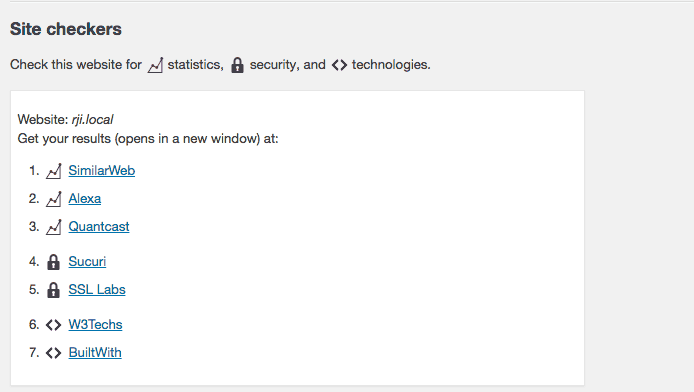 Site checkers
Check this website for statistics, security, and technologies.
Website: rji.local
Get your results (opens in a new window) at:
1. SimilarWeb
2. Alexa
3. Quantcast
4. Sucuri
5. SSL Labs
6. W3Techs
7. BuiltWith